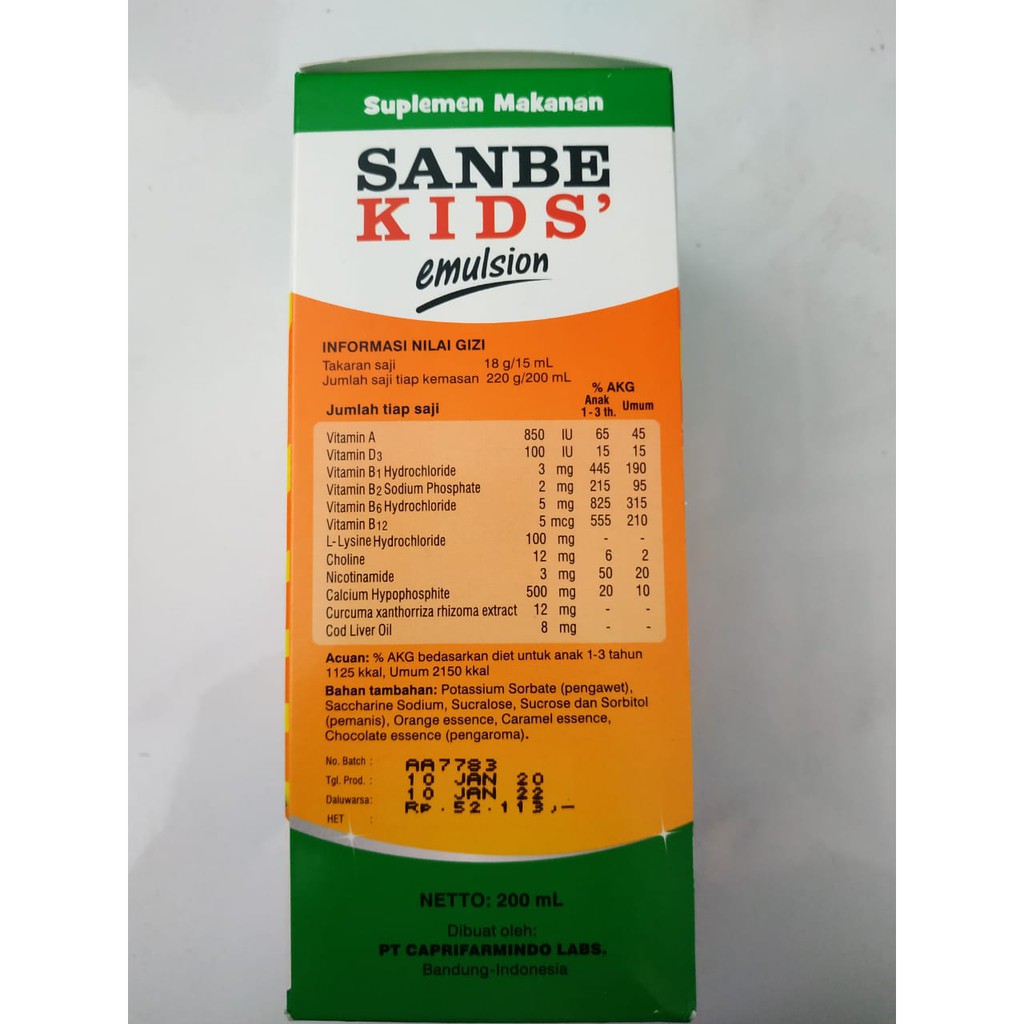 Suplemen Makanan
SANBE
KIDS'
emulsion
INFORMASI NILAI GIZI
Takaran saji 18 g/15 mL
Jumlah saji tiap kemasan 220 g/200 mL
% AKG
Jumlah tiap saji Anak 1-3 th. Umum
Vitamin A 850 IU 65 45
Vitamin D3 100 IU 15 15
Vitamin B1 Hydrochloride 3 mg 445 190
Vitamin B2 Sodium Phosphate 2 mg 215 95
Vitamin B6 Hydrochloride 5 mg 825 315
Vitamin B12 5 mcg 555 210
L-Lysine Hydrochloride 100 mg - -
Choline 12 mg 6 2
Nicotinamide 3 mg 50 20
Calcium Hypophosphite 500 mg 20 10
Curcuma xanthorriza rhizoma extract 12 mg - -
Cod Liver Oil 8 mg - -
Acuan: % AKG bedasarkan diet untuk anak 1-3 tahun
1125 kkal, Umum 2150 kkal
Bahan tambahan: Potassium Sorbate (pengawet),
Saccharine Sodium, Sucralose, Sucrose dan Sorbitol
(pemanis), Orange essence, Caramel essence,
Chocolate essence (pengaroma).
No. Batch : AA7783
Tgl. Prod. : 10 JAN 20
Daluwarsa: 10 JAN 22
HET : Rp.52.113,-
NETTO: 200 mL
Dibuat oleh:
PT CAPRIFARMINDO LABS.
Bandung-Indonesia